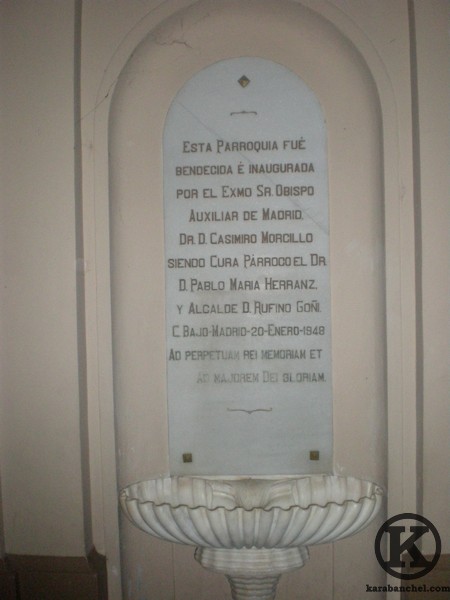 Esta Parroquia fué
bendecida é inaugurada
por el Exmo Sr. Obispo
Auxiliar de Madrid.
Dr. D. Casimiro Morcillo
siendo Cura Párroco el Dr.
D. Pablo Maria Herranz.
y Alcalde D. Rufino Goñi.
C. Bajo-Madrid-20-Enero-1948
Ad perpetuam rei memoriam et
ad majorem Dei gloriam.
K
karabanchel.com